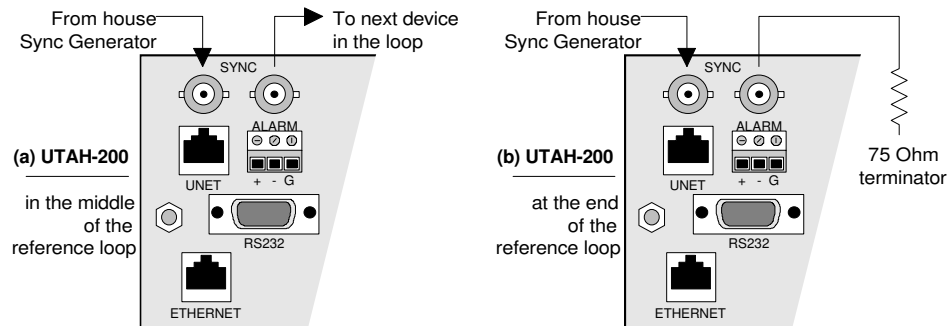 From house
Sync Generator
To next device
in the loop
SYNC
ALARM
(a) UTAH-200
UNET
+ - G
in the middle
of the
reference loop
RS232
ETHERNET
From house
Sync Generator
SYNC
ALARM
(b) UTAH-200
UNET
+ - G
75 Ohm
terminator
at the end
of the
reference loop
RS232
ETHERNET